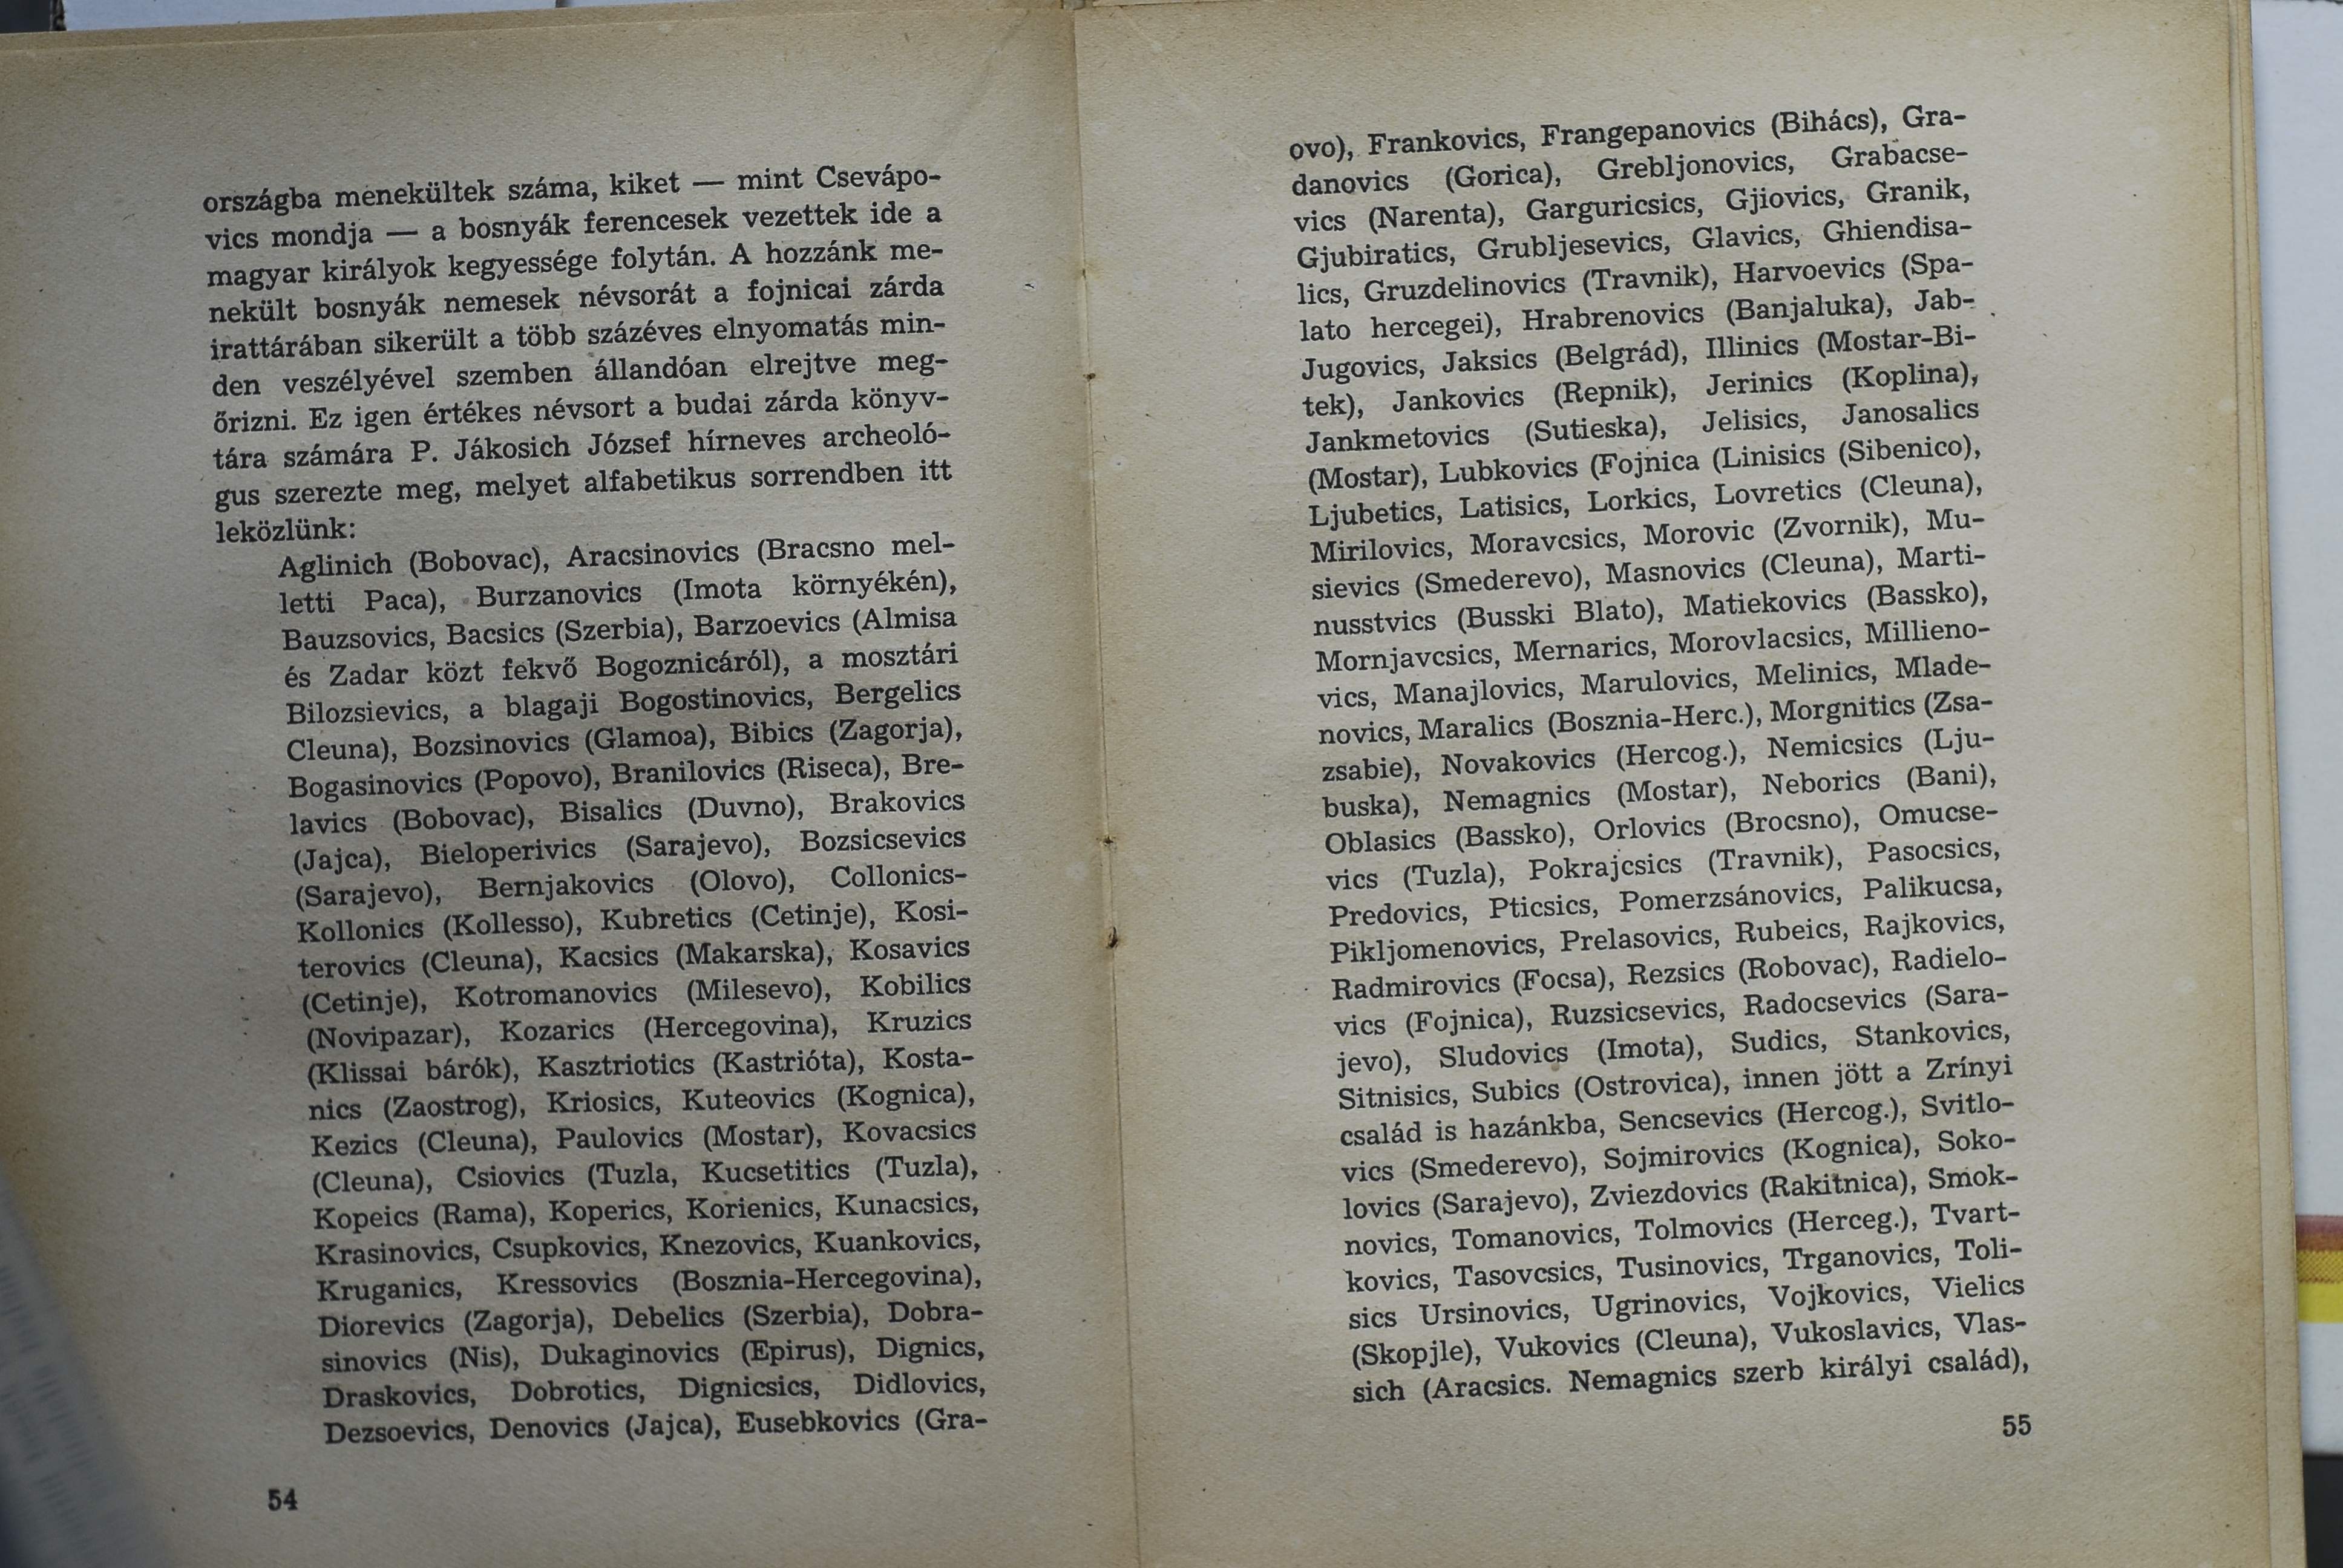 országba menekültek száma, kiket — mint Csevápo-
vics mondja — a bosnyák ferencesek vezettek ide a
magyar királyok kegyessége folytán. A hozzánk me-
nekült bosnyák nemesek névsorát a fojnicai zárda
irattárában sikerült a több százéves elnyomatás min-
den veszélyével szemben állandóan elrejtve meg-
őrizni. Ez igen értékes névsort a budai zárda könyv-
tára számára P. Jákosich József hírneves archeoló-
gus szerezte meg, melyet alfabetikus sorrendben itt
leközlünk:
Aglinich (Bobovac), Aracsinovics (Bracsno mel-
letti Paca), Burzanovics (Imota környékén),
Bauzsovics, Bacsics (Szerbia), Barzoevics (Almisa
és Zadar közt fekvő Bogoznicáról), a mosztári
Bilozsievics, a blagaji Bogostinovics, Bergelics
Cleuna), Bozsinovics (Glamoa), Bibics (Zagorja),
Bogasinovics (Popovo), Branilovics (Riseca), Bre-
lavics (Bobovac), Bisalics (Duvno), Brakovics
(Jajca), Bieloperivics (Sarajevo), Bozsicsevics
(Sarajevo), Bernjakovics (Olovo), Collonics-
Kollonics (Kollesso), Kubretics (Cetinje), Kosi-
terovics (Cleuna), Kacsics (Makarska), Kosavics
(Cetinje), Kotromanovics (Milesevo), Kobilics
(Novipazar), Kozarics (Hercegovina), Kruzics
(Klissai bárók), Kasztriotics (Kastrióta), Kosta-
nics (Zaostrog), Kriosics, Kuteovics (Kognica),
Kezics (Cleuna), Paulovics (Mostar), Kovacsics
(Cleuna), Csiovics (Tuzla, Kucsetitics (Tuzla),
Kopeics (Rama), Koperics, Korienics, Kunacsics,
Krasinovics, Csupkovics, Knezovics, Kuankovics,
Kruganics, Kressovics (Bosznia-Hercegovina),
Diorevics (Zagorja), Debelics (Szerbia), Dobra-
sinovics (Nis), Dukaginovics (Epirus), Dignics,
Draskovics, Dobrotics, Dignicsics, Didlovics,
Dezsoevics, Denovics (Jajca), Eusebkovics (Gra-
54
ovo), Frankovics, Frangepanovics (Bihács), Gra-
danovics (Gorica), Grebljonovics, Grabacse-
vics (Narenta), Garguricsics, Gjiovics, Granik,
Gjubiratics, Grubljesevics, Glavics, Ghiendisa-
lics, Gruzdelinovics (Travnik), Harvoevics (Spa-
lato hercegei), Hrabrenovics (Banjaluka), Jab-
Jugovics, Jaksics (Belgrád), Illinics (Mostar-Bi-
tek), Jankovics (Repnik), Jerinics (Koplina),
Jankmetovics (Sutieska), Jelisics, Janosalics
(Mostar), Lubkovics (Fojnica (Linisics (Sibenico),
Ljubetics, Latisics, Lorkics, Lovretics (Cleuna),
Mirilovics, Moravcsics, Morovic (Zvornik), Mu-
sievics (Smederevo), Masnovics (Cleuna), Marti-
nusstvics (Busski Blato), Matiekovics (Bassko),
Mornjavcsics, Mernarics, Morovlacsics, Millieno-
vics, Manajlovics, Marulovics, Melinics, Mlade-
novics, Maralics (Bosznia-Herc.), Morgnitics (Zsa-
zsabie), Novakovics (Hercog.), Nemicsics (Lju-
buska), Nemagnics (Mostar), Neborics (Bani),
Oblasics (Bassko), Orlovics (Brocsno), Omucse-
vics (Tuzla), Pokrajcsics (Travnik), Pasocsics,
Predovics, Pticsics, Pomerzsánovics, Palikucsa,
Pikljomenovics, Prelasovics, Rubeics, Rajkovics,
Radmirovics (Focsa), Rezsics (Robovac), Radielo-
vics (Fojnica), Ruzsicsevics, Radocsevics (Sara-
jevo), Sludovics (Imota), Sudics, Stankovics,
Sitnisics, Subics (Ostrovica), innen jött a Zrínyi
család is hazánkba, Sencsevics (Hercog.), Svitlo-
vics (Smederevo), Sojmirovics (Kognica), Soko-
lovics (Sarajevo), Zviezdovics (Rakitnica), Smok-
novics, Tomanovics, Tolmovics (Herceg.), Tvart-
kovics, Tasovcsics, Tusinovics, Trganovics, Toli-
sics Ursinovics, Ugrinovics, Vojkovics, Vielics
(Skopjle), Vukovics (Cleuna), Vukoslavics, Vlas-
sich (Aracsics. Nemagnics szerb királyi család),
55